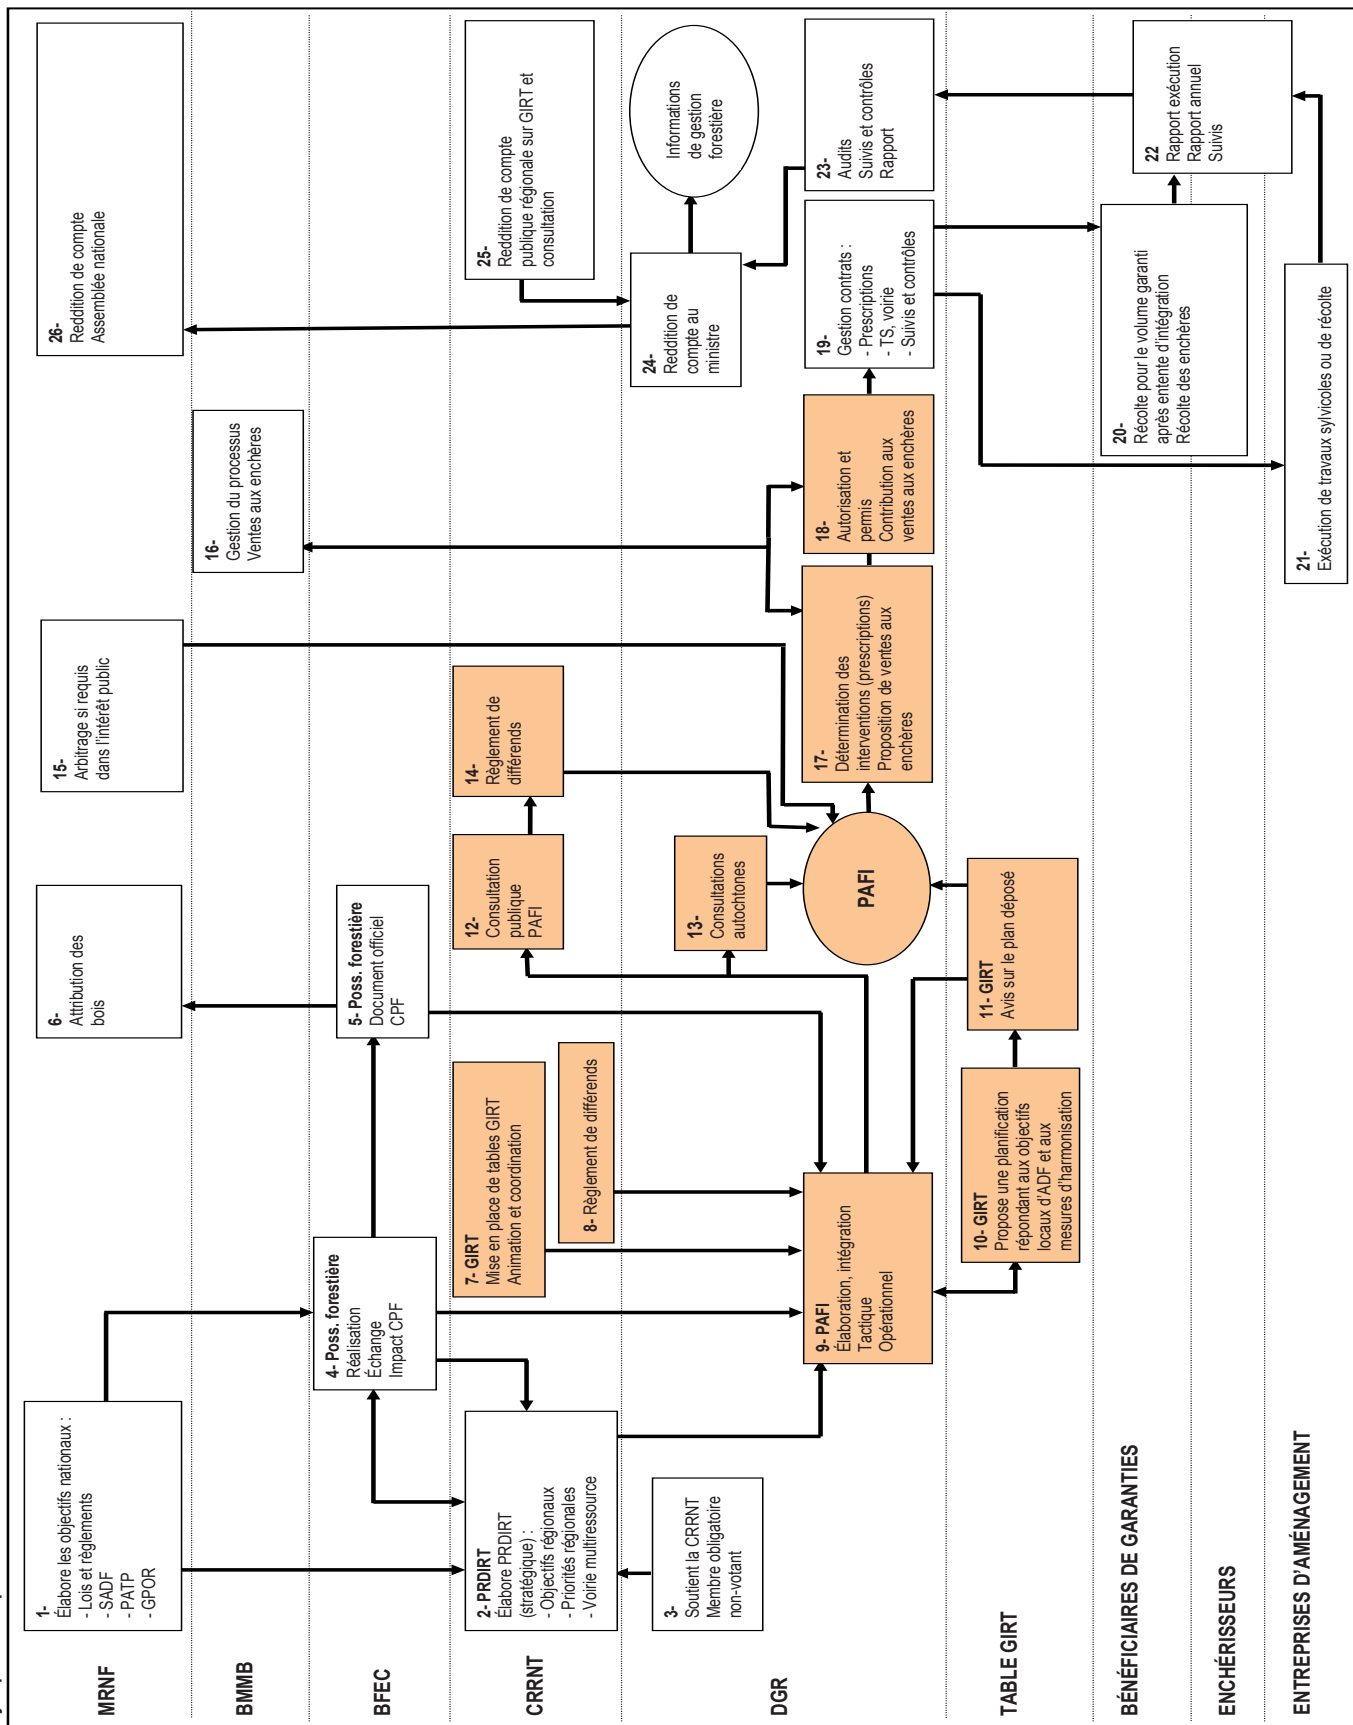 MRNF
1-
Élabore les objectifs nationaux :
- Lois et règlements
- SADF
- PATP
- GPOR
6-
Attribution des
bois
15-
Arbitrage si requis
dans l'intérêt public
26-
Reddition de compte
Assemblée nationale
BMMB
16-
Gestion du processus
Ventes aux enchères
BFEC
4- Poss. forestière
Réalisation
Échange
Impact CPF
5- Poss. forestière
Document officiel
CPF
CRRNT
2- PRDIRT
Élabore PRDIRT
(stratégique) :
- Objectifs régionaux
- Priorités régionales
- Voirie multiressource
7- GIRT
Mise en place de tables GIRT
Animation et coordination
8- Règlement de différends
12-
Consultation
publique
PAFI
14-
Règlement de
différends
25-
Reddition de compte
publique régionale sur GIRT et
consultation
DGR
3-
Soutient la CRRNT
Membre obligatoire
non-votant
9- PAFI
Élaboration, intégration
Tactique
Opérationnel
13-
Consultations
autochtones
PAFI
17-
Détermination des
interventions (prescriptions)
Proposition de ventes aux
enchères
18-
Autorisation et
permis
Contribution aux
ventes aux enchères
19-
Gestion contrats :
- Prescriptions
- TS, voirie
- Suivis et contrôles
24-
Reddition de
compte au
ministre
Informations
de gestion
forestière
23-
Audits
Suivis et contrôles
Rapport
TABLE GIRT
10- GIRT
Propose une planification
répondant aux objectifs
locaux d'ADF et aux
mesures d'harmonisation
11- GIRT
Avis sur le plan déposé
BÉNÉFICIAIRES DE GARANTIES
20-
Récolte pour le volume garanti
après entente d'intégration
Récolte des enchères
22
Rapport exécution
Rapport annuel
Suivis
ENCHÉRISSEURS
ENTREPRISES D'AMÉNAGEMENT
21-
Exécution de travaux sylvicoles ou de récolte